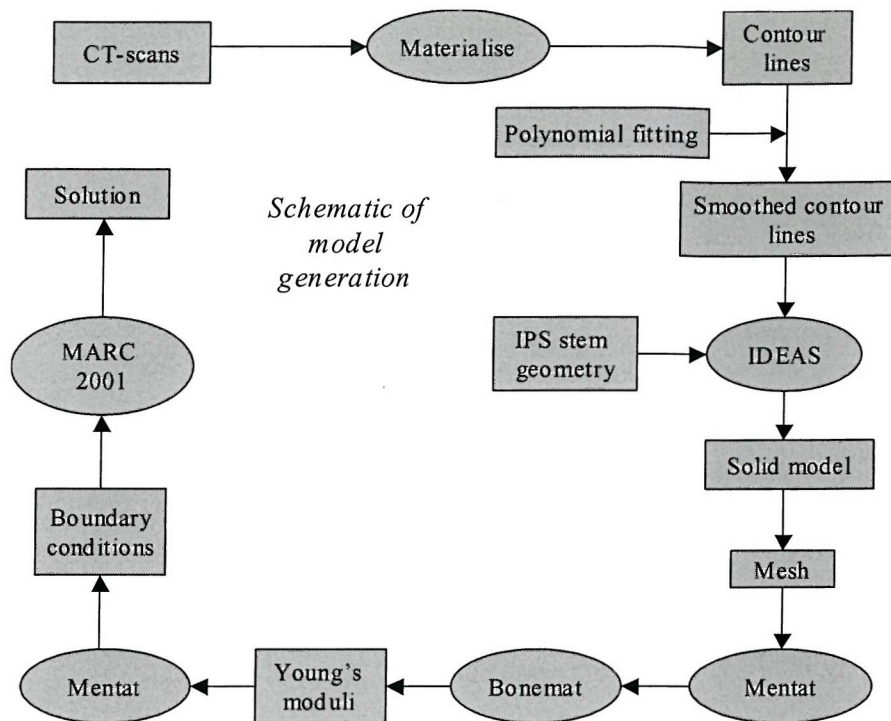 CT-scans
Materialise
Contour
lines
Polynomial fitting
Solution
Schematic of
model
generation
Smoothed contour
lines
MARC
2001
IPS stem
geometry
IDEAS
Solid model
Boundary
conditions
Mesh
Mentat
Young's
moduli
Bonemat
Mentat